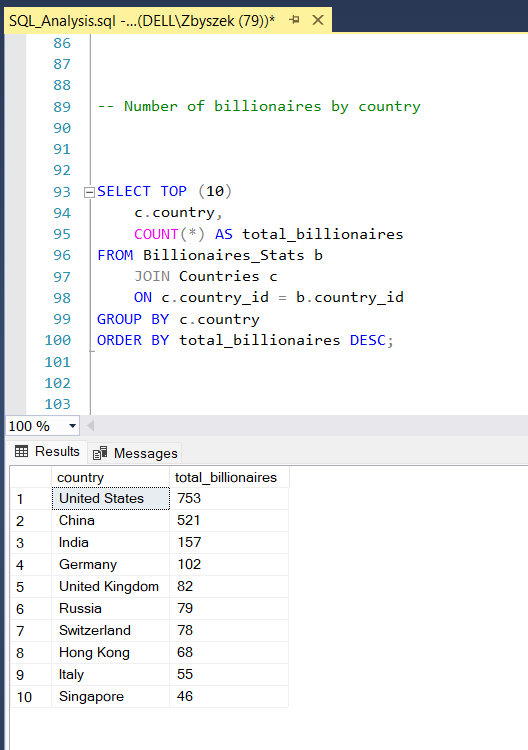 SQL_Analysis.sql -...(DELL\Zbyszek (79))*
86
87
88
89 -- Number of billionaires by country
90
91
92
93 SELECT TOP (10)
94 c.country,
95 COUNT(*) AS total_billionaires
96 FROM Billionaires_Stats b
97 JOIN Countries c
98 ON c.country_id = b.country_id
99 GROUP BY c.country
100 ORDER BY total_billionaires DESC;
101
102
103
100 %
Results Messages
country total_billionaires
1 United States 753
2 China 521
3 India 157
4 Germany 102
5 United Kingdom 82
6 Russia 79
7 Switzerland 78
8 Hong Kong 68
9 Italy 55
10 Singapore 46